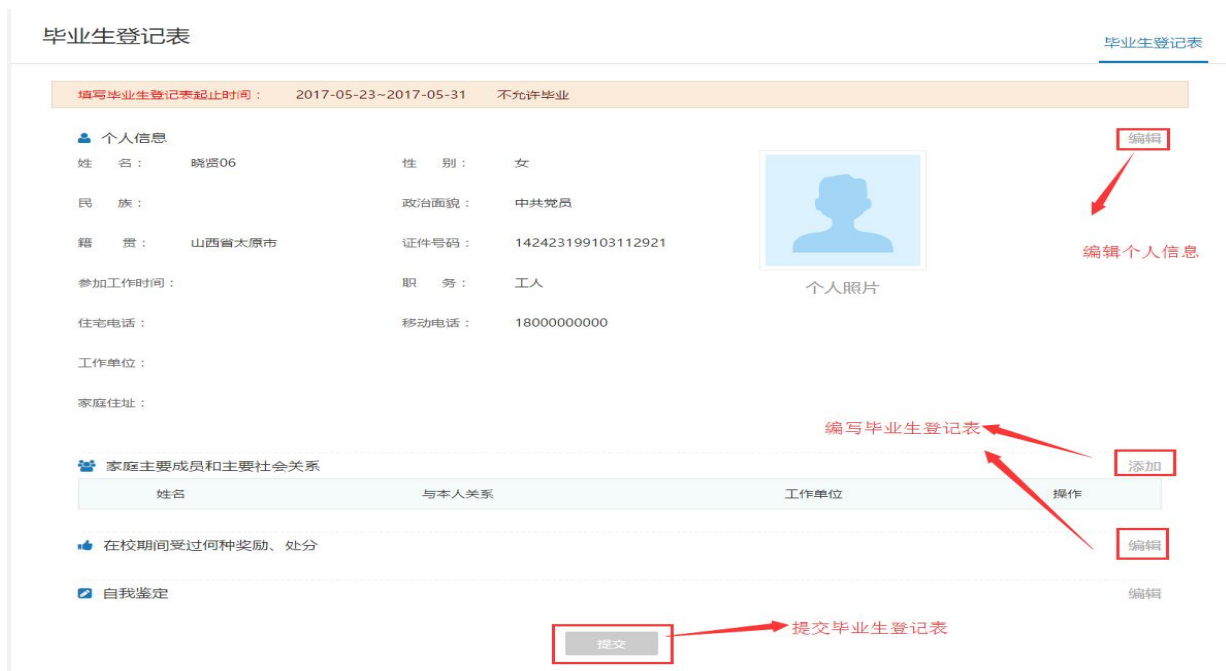 毕业生登记表
毕业生登记表
填写毕业生登记表起止时间： 2017-05-23~2017-05-31 不允许毕业
个人信息 编辑
姓 名： 晓贤06 性 别： 女
民 族： 政治面貌： 中共党员
籍 贯： 山西省太原市 证件号码： 142423199103112921
编辑个人信息
参加工作时间： 职 务： 工人 个人照片
住宅电话： 移动电话： 18000000000
工作单位：
家庭住址：
编写毕业生登记表
家庭主要成员和主要社会关系 添加
姓名 与本人关系 工作单位 操作
在校期间受过何种奖励、处分 编辑
自我鉴定 编辑
提交 提交毕业生登记表